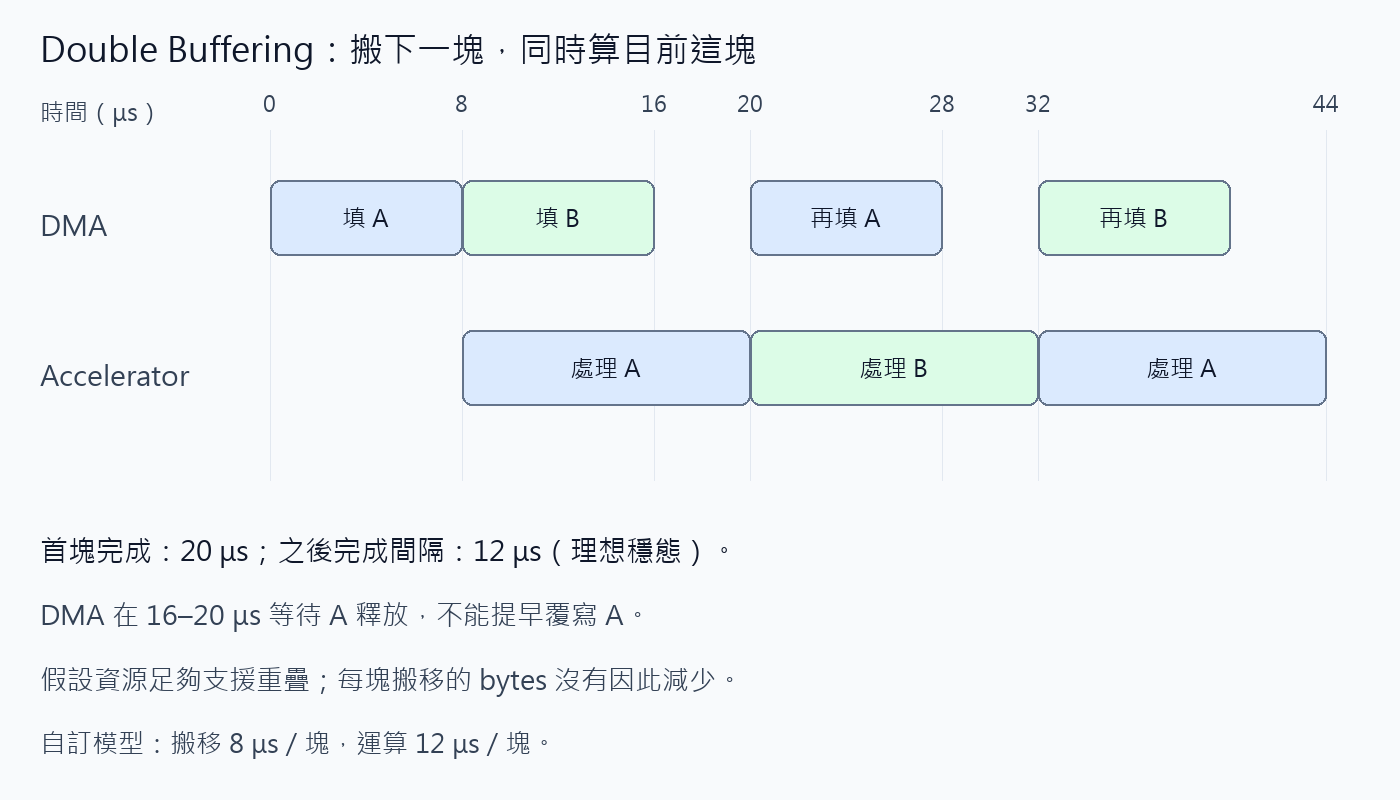 Double Buffering：搬下一塊，同時算目前這塊
時間（µs） 0 8 16 20 28 32 44
DMA 填 A 填 B 再填 A 再填 B
Accelerator 處理 A 處理 B 處理 A
首塊完成：20 µs；之後完成間隔：12 µs（理想穩態）。
DMA 在 16–20 µs 等待 A 釋放，不能提早覆寫 A。
假設資源足夠支援重疊；每塊搬移的 bytes 沒有因此減少。
自訂模型：搬移 8 µs / 塊，運算 12 µs / 塊。